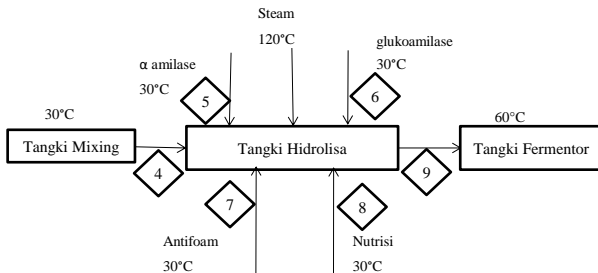 Steam
120°C
α amilase
30°C
glukoamilase
30°C
5
6
30°C
60°C
Tangki Mixing
Tangki Hidrolisa
Tangki Fermentor
4
9
7
8
Antifoam
30°C
Nutrisi
30°C